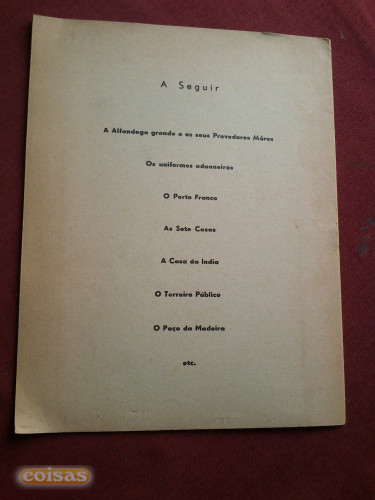 A Seguir
A Alfandega grande e os seus Provedores Móres
Os uniformes aduaneiros
O Porto Franco
As Sete Casas
A Casa da India
O Terreiro Público
O Paço da Madeira
etc.
coisas